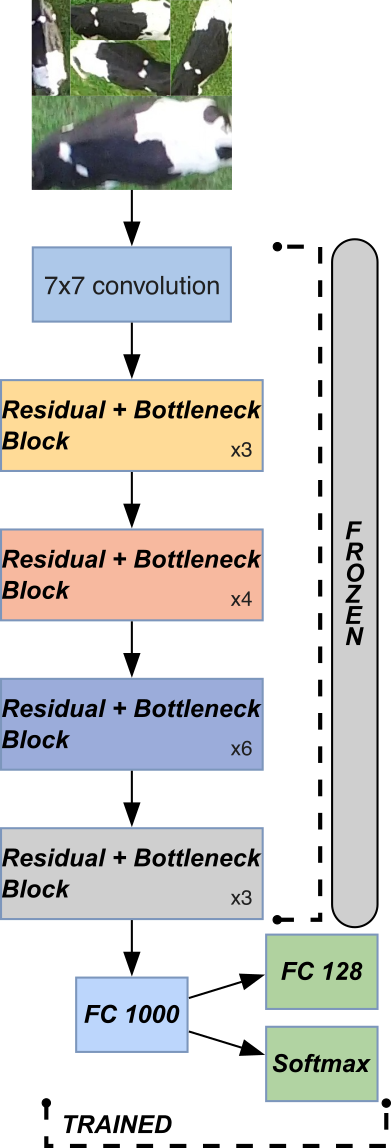 7x7 convolution
Residual + Bottleneck
Block
x3
Residual + Bottleneck
Block
x4
Residual + Bottleneck
Block
x6
Residual + Bottleneck
Block
x3
FROZEN
FC 128
FC 1000
Softmax
TRAINED